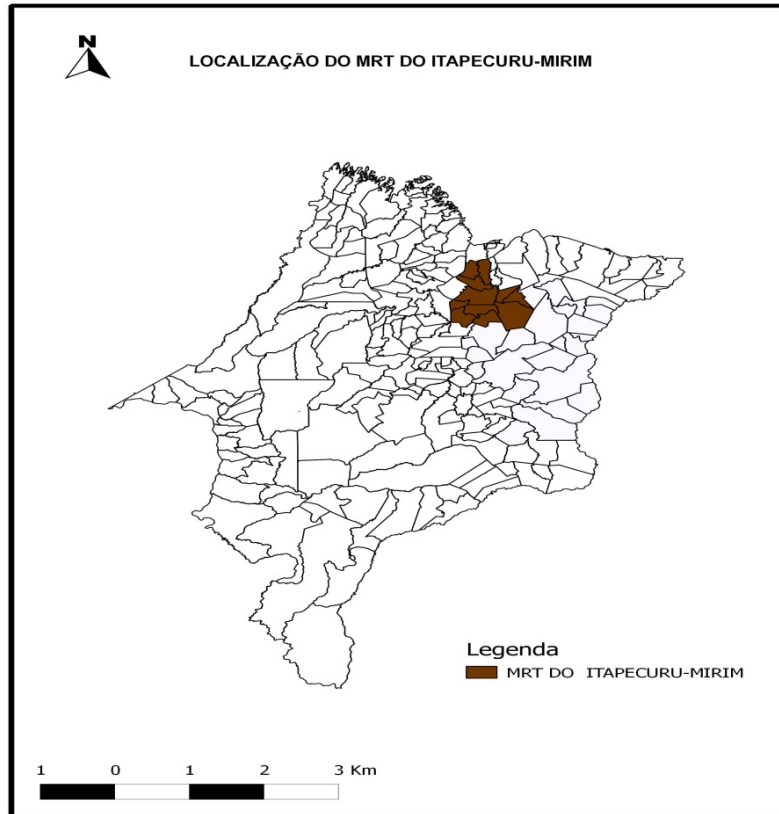 N
LOCALIZAÇÃO DO MRT DO ITAPECURU-MIRIM
Legenda
MRT DO ITAPECURU-MIRIM
1 0 1 2 3 Km